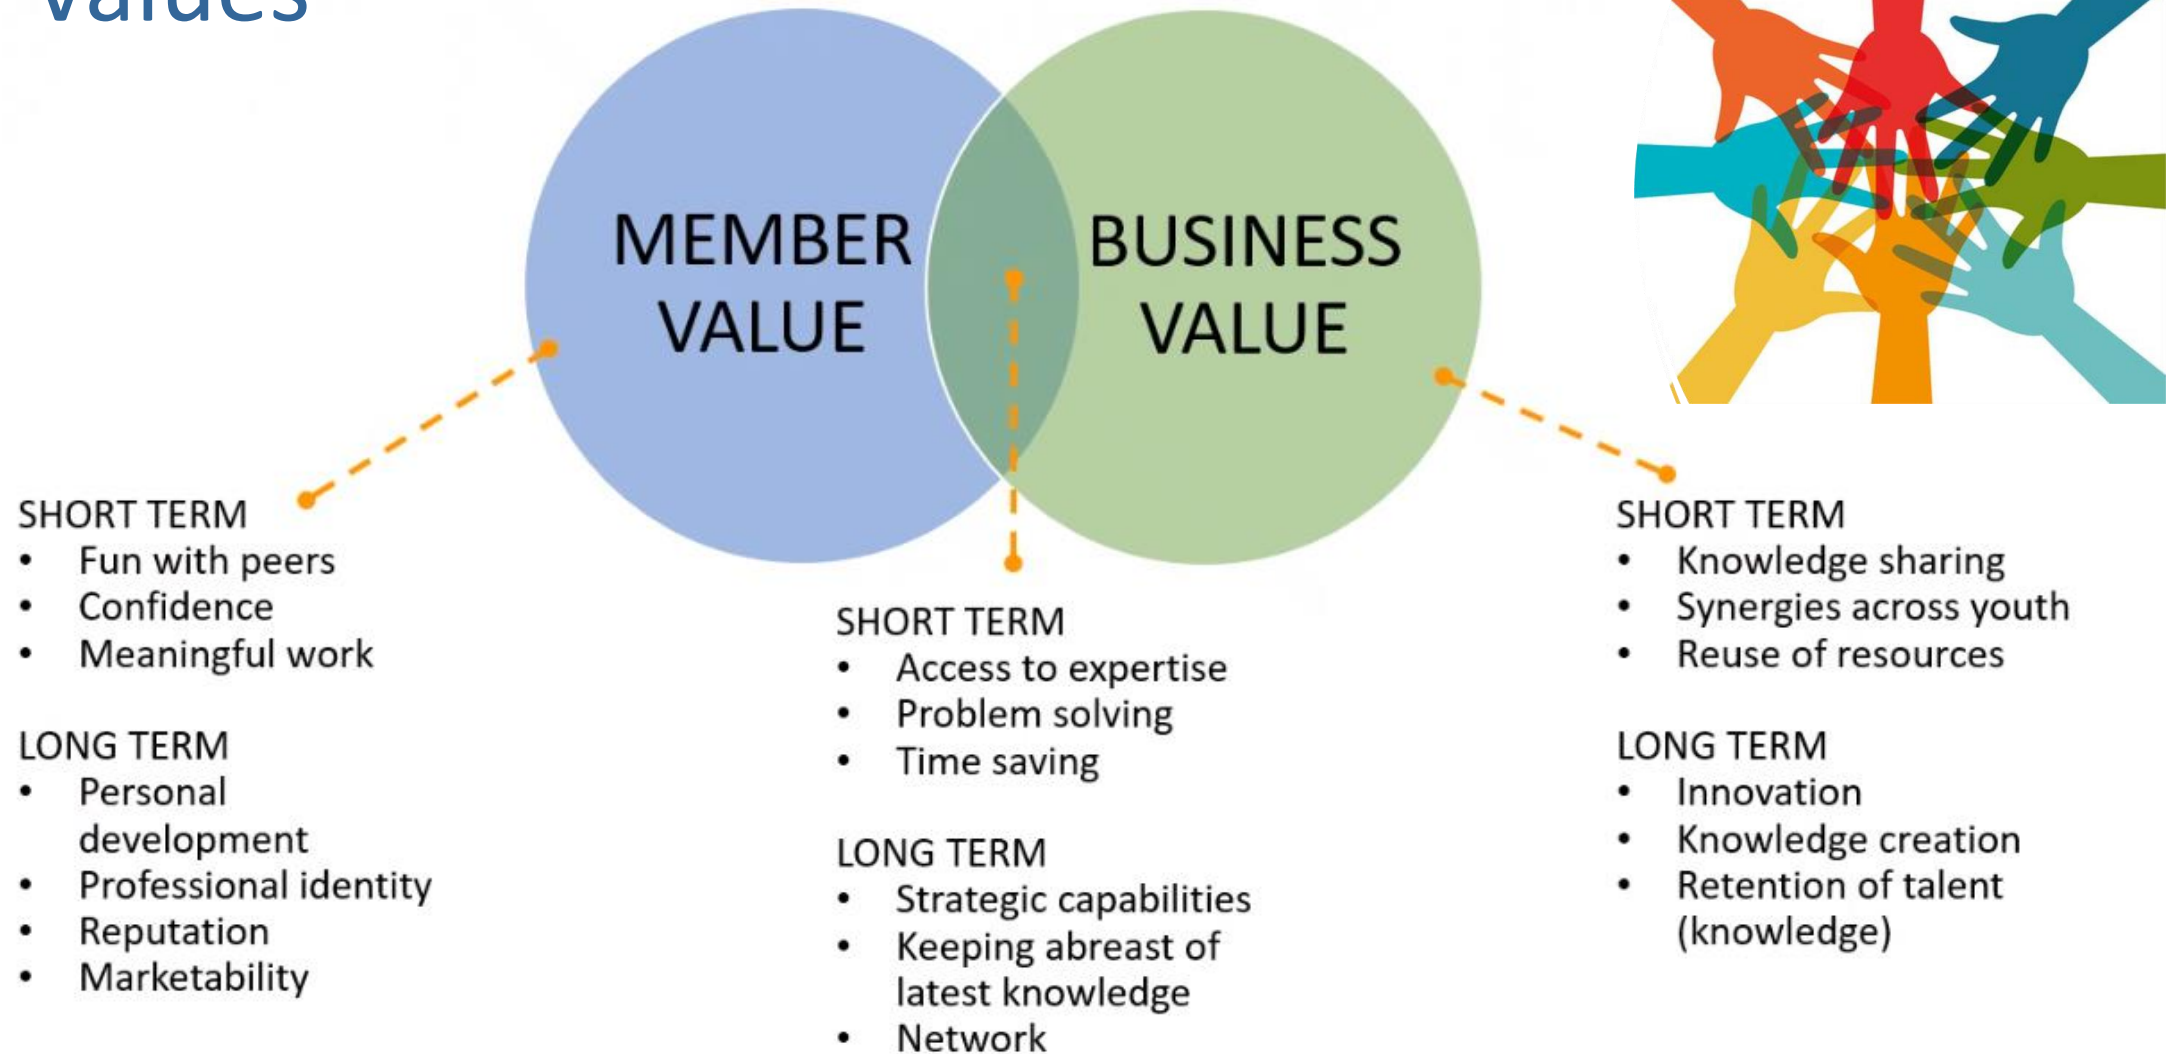 values
MEMBER
VALUE
BUSINESS
VALUE
SHORT TERM
• Fun with peers
• Confidence
• Meaningful work
LONG TERM
• Personal
development
• Professional identity
• Reputation
• Marketability
SHORT TERM
• Access to expertise
• Problem solving
• Time saving
LONG TERM
• Strategic capabilities
• Keeping abreast of
latest knowledge
• Network
SHORT TERM
• Knowledge sharing
• Synergies across youth
• Reuse of resources
LONG TERM
• Innovation
• Knowledge creation
• Retention of talent
(knowledge)